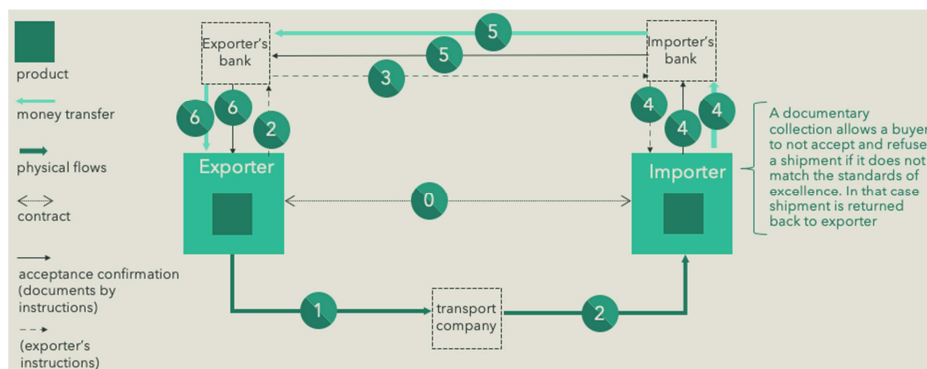 product
money transfer
physical flows
contract
acceptance confirmation
(documents by
instructions)
(exporter's
instructions)
Exporter's
bank
Importer's
bank
5
5
3
6
6
2
4
4
4
Exporter
Importer
0
1
transport
company
2
A documentary
collection allows a buyer
to not accept and refuse
a shipment if it does not
match the standards of
excellence. In that case
shipment is returned
back to exporter